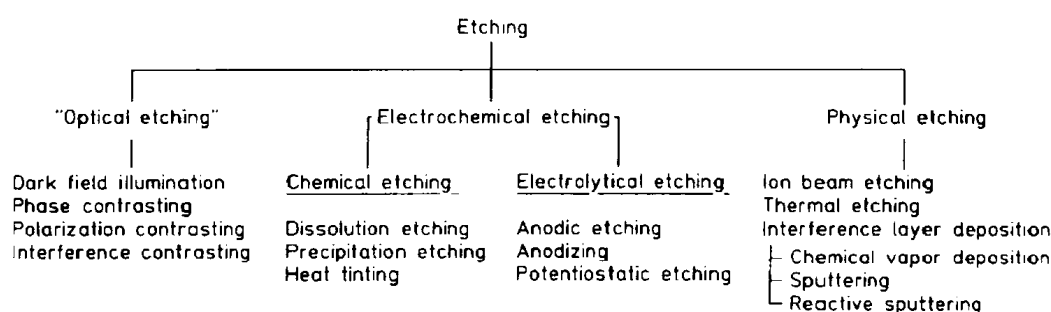 Etching
"Optical etching"
Electrochemical etching
Physical etching
Dark field illumination
Phase contrasting
Polarization contrasting
Interference contrasting
Chemical etching
Dissolution etching
Precipitation etching
Heat tinting
Electrolytical etching
Anodic etching
Anodizing
Potentiostatic etching
Ion beam etching
Thermal etching
Interference layer deposition
Chemical vapor deposition
Sputtering
Reactive sputtering